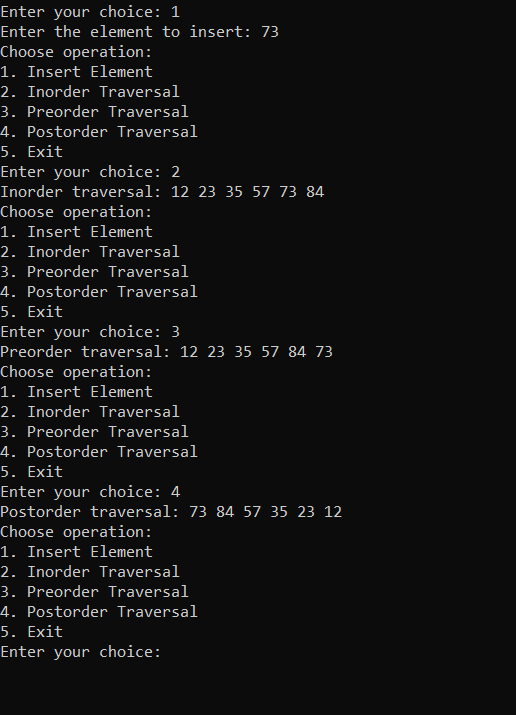 Enter your choice: 1
Enter the element to insert: 73
Choose operation:
1. Insert Element
2. Inorder Traversal
3. Preorder Traversal
4. Postorder Traversal
5. Exit
Enter your choice: 2
Inorder traversal: 12 23 35 57 73 84
Choose operation:
1. Insert Element
2. Inorder Traversal
3. Preorder Traversal
4. Postorder Traversal
5. Exit
Enter your choice: 3
Preorder traversal: 12 23 35 57 84 73
Choose operation:
1. Insert Element
2. Inorder Traversal
3. Preorder Traversal
4. Postorder Traversal
5. Exit
Enter your choice: 4
Postorder traversal: 73 84 57 35 23 12
Choose operation:
1. Insert Element
2. Inorder Traversal
3. Preorder Traversal
4. Postorder Traversal
5. Exit
Enter your choice: